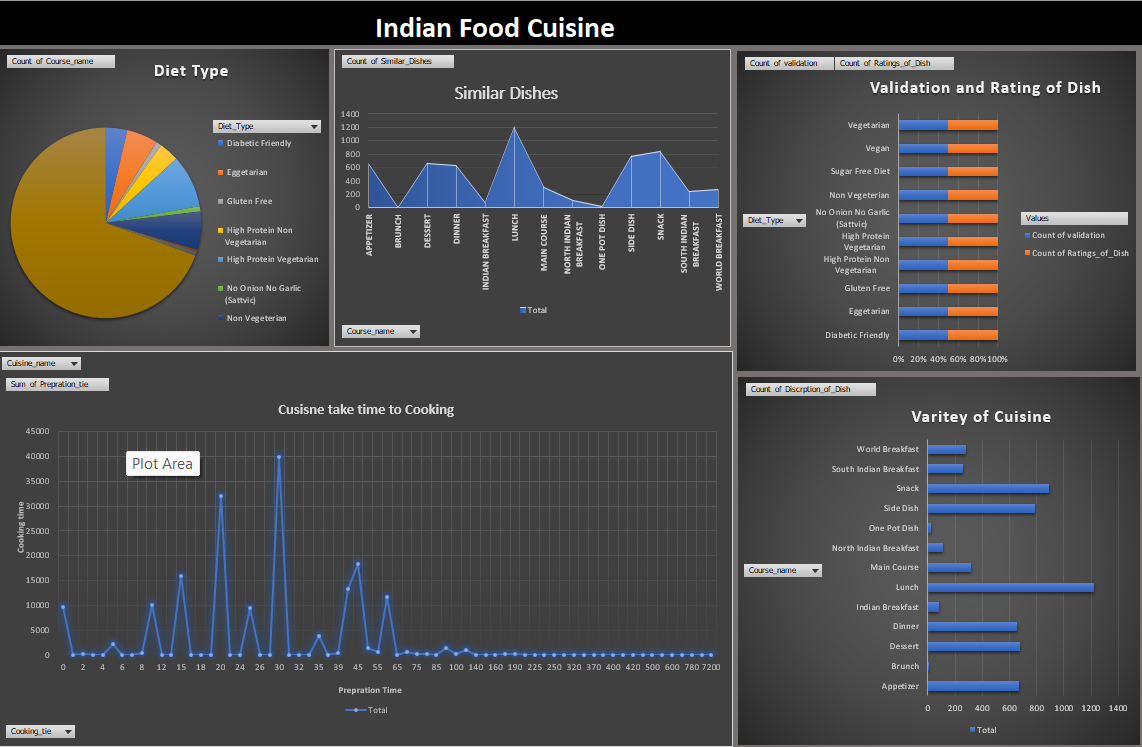 Indian Food Cuisine
Count of Course_name
Diet Type
Diet_Type
Diabetic Friendly
Eggetarian
Gluten Free
High Protein Non
Vegetarian
High Protein Vegetarian
No Onion No Garlic
(Sattvic)
Non Vegeterian
Count of Similar_Dishes
Similar Dishes
1400
1200
1000
800
600
400
200
0
APPETIZER
BRUNCH
DESSERT
DINNER
INDIAN BREAKFAST
LUNCH
MAIN COURSE
NORTH INDIAN
BREAKFAST
ONE POT DISH
SIDE DISH
SNACK
SOUTH INDIAN
BREAKFAST
WORLD BREAKFAST
Total
Course_name
Count of validation
Count of Ratings_of_Dish
Validation and Rating of Dish
Vegetarian
Vegan
Sugar Free Diet
Non Vegeterian
No Onion No Garlic
(Sattvic)
High Protein
Vegetarian
High Protein Non
Vegetarian
Gluten Free
Eggetarian
Diabetic Friendly
0% 20% 40% 60% 80% 100%
Diet_Type
Values
Count of validation
Count of Ratings_of_Dish
Cuisine_name
Sum of Prepration_tie
Cusisne take time to Cooking
45000
40000
35000
30000
25000
20000
15000
10000
5000
0
Plot Area
Cooking time
0 2 4 6 8 12 15 18 20 24 26 30 32 35 39 45 55 65 75 85 100 140 160 190 225 250 320 370 400 420 450 500 600 780 7200
Prepration Time
Total
Cooking_tie
Count of Discrption_of_Dish
Varitey of Cuisine
World Breakfast
South Indian Breakfast
Snack
Side Dish
One Pot Dish
North Indian Breakfast
Main Course
Lunch
Indian Breakfast
Dinner
Dessert
Brunch
Appetizer
0 200 400 600 800 1000 1200 1400
Course_name
Total